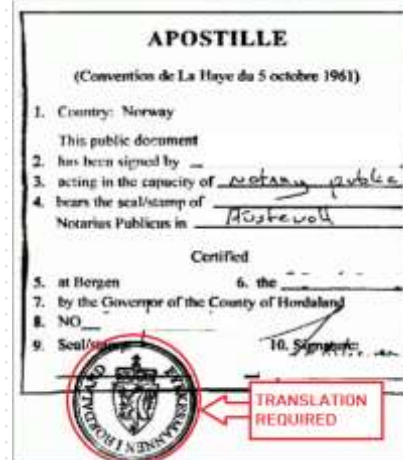 APOSTILLE
(Convention de La Haye du 5 octobre 1961)
1. Country: Norway
This public document
2. has been signed by
3. acting in the capacity of notary public
4. bears the seal/stamp of
Notarius Publicus in Austevoll
Certified
5. at Bergen 6. the
7. by the Governor of the County of Hordaland
8. NO
9. Seal/stamp: 10. Signature:
FYLKESMANNEN I HORDALAND
TRANSLATION
REQUIRED